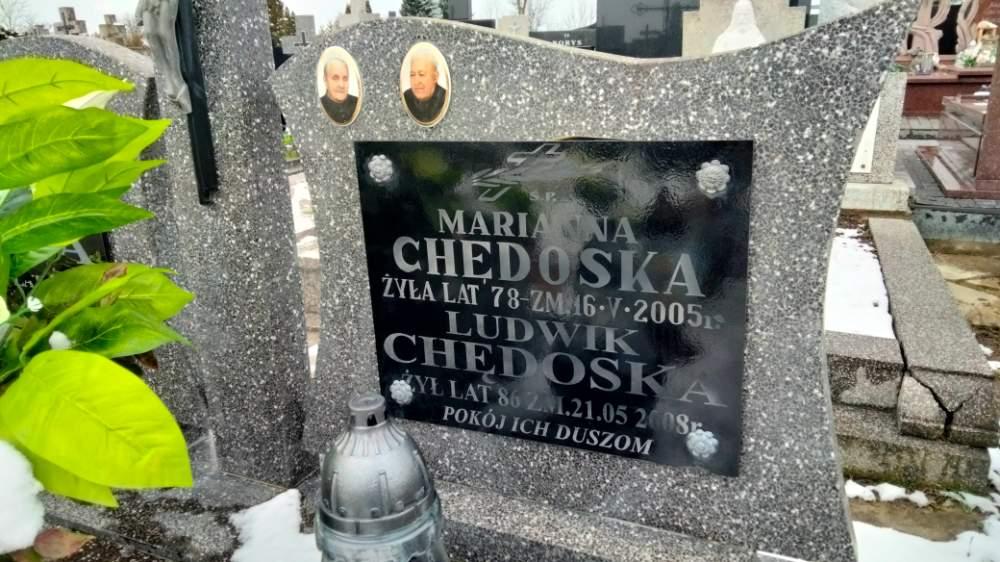 Ś.P.
MARIANNA
CHĘDOSKA
ŻYŁA LAT 78-ZM.16·V·2005r.
LUDWIK
CHĘDOSKA
ŻYŁ LAT 86 ZM.21.05 2008r.
POKÓJ ICH DUSZOM